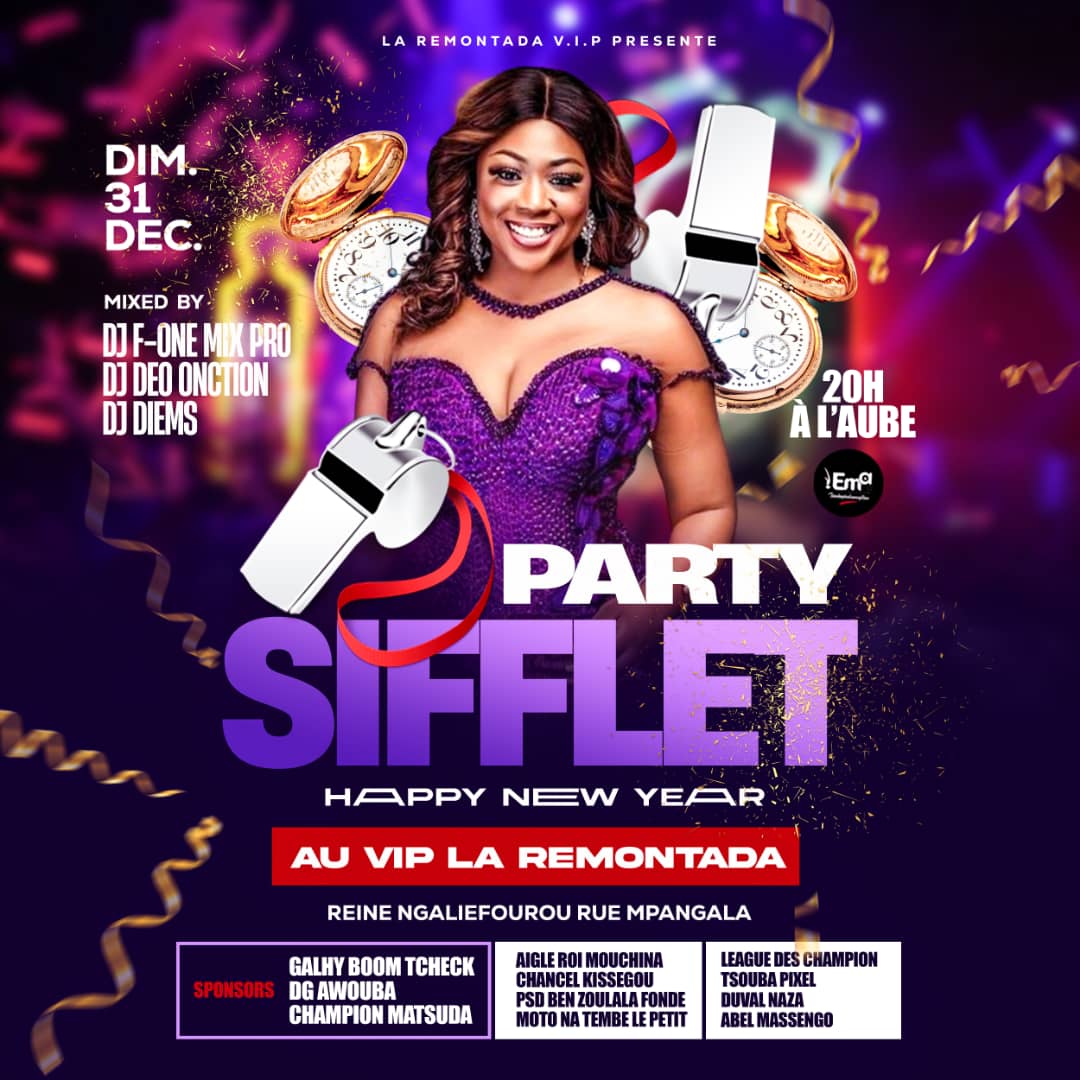 LA REMONTADA V.I.P PRESENTE
DIM.
31
DEC.
MIXED BY
DJ F-ONE MIX PRO
DJ DEO ONCTION
DJ DIEMS
20H
À L'AUBE
Ema
PARTY
SIFFLET
HAPPY NEW YEAR
AU VIP LA REMONTADA
REINE NGALIEFOUROU RUE MPANGALA
SPONSORS
GALHY BOOM TCHECK
DG AWOUBA
CHAMPION MATSUDA
AIGLE ROI MOUCHINA
CHANCEL KISSEGOU
PSD BEN ZOULALA FONDE
MOTO NA TEMBE LE PETIT
LEAGUE DES CHAMPION
TSOUBA PIXEL
DUVAL NAZA
ABEL MASSENGO